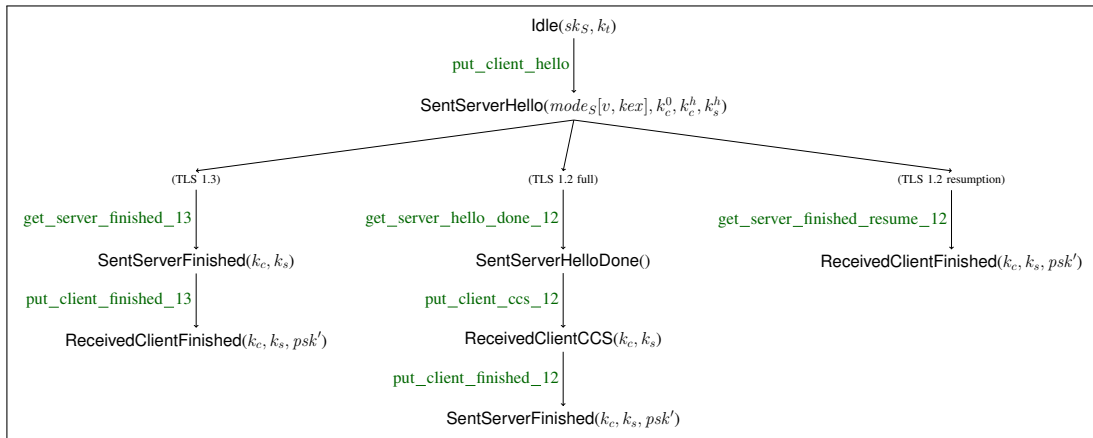 Idle(sk_S, k_t)
put_client_hello
SentServerHello(mode_S[v, kex], k_c^0, k_c^h, k_s^h)
(TLS 1.3) (TLS 1.2 full) (TLS 1.2 resumption)
get_server_finished_13 get_server_hello_done_12 get_server_finished_resume_12
SentServerFinished(k_c, k_s) SentServerHelloDone() ReceivedClientFinished(k_c, k_s, psk')
put_client_finished_13 put_client_ccs_12
ReceivedClientFinished(k_c, k_s, psk') ReceivedClientCCS(k_c, k_s)
put_client_finished_12
SentServerFinished(k_c, k_s, psk')